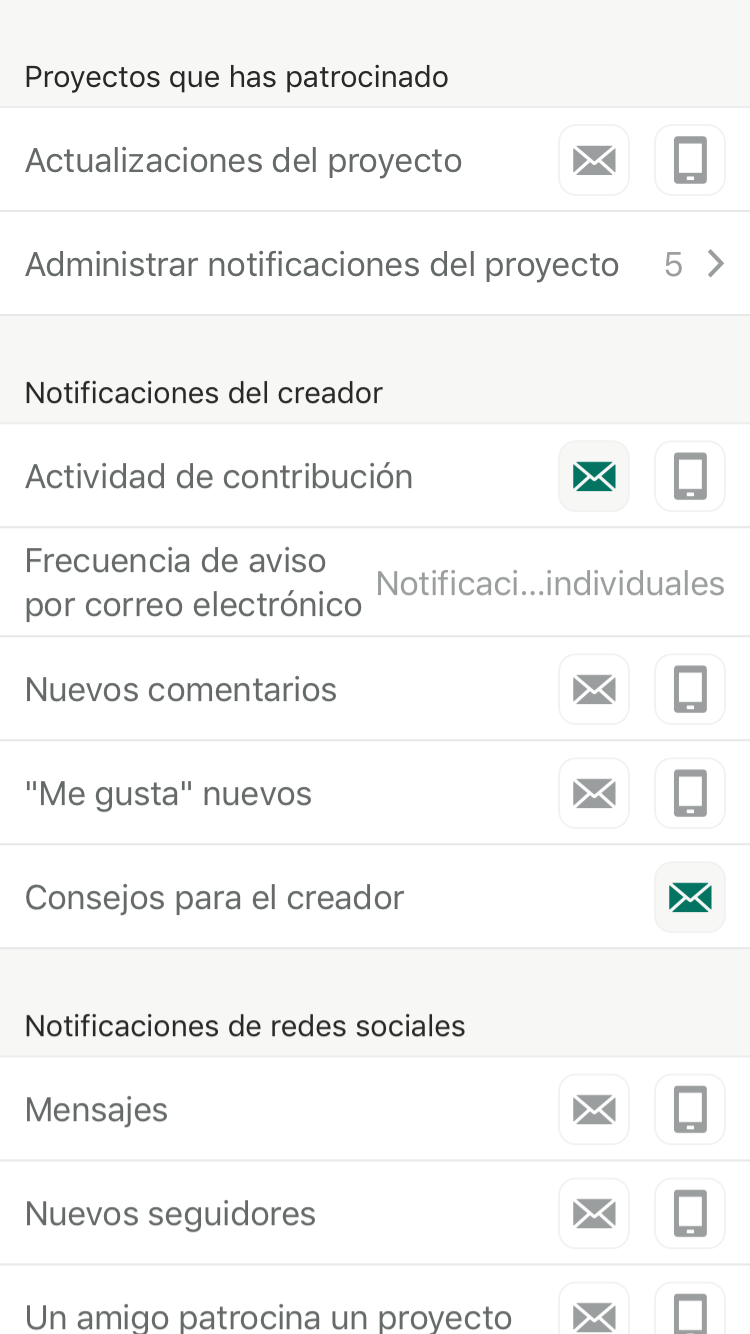 Proyectos que has patrocinado
Actualizaciones del proyecto
Administrar notificaciones del proyecto 5
Notificaciones del creador
Actividad de contribución
Frecuencia de aviso
por correo electrónico
Notificaci...individuales
Nuevos comentarios
"Me gusta" nuevos
Consejos para el creador
Notificaciones de redes sociales
Mensajes
Nuevos seguidores
Un amigo patrocina un proyecto